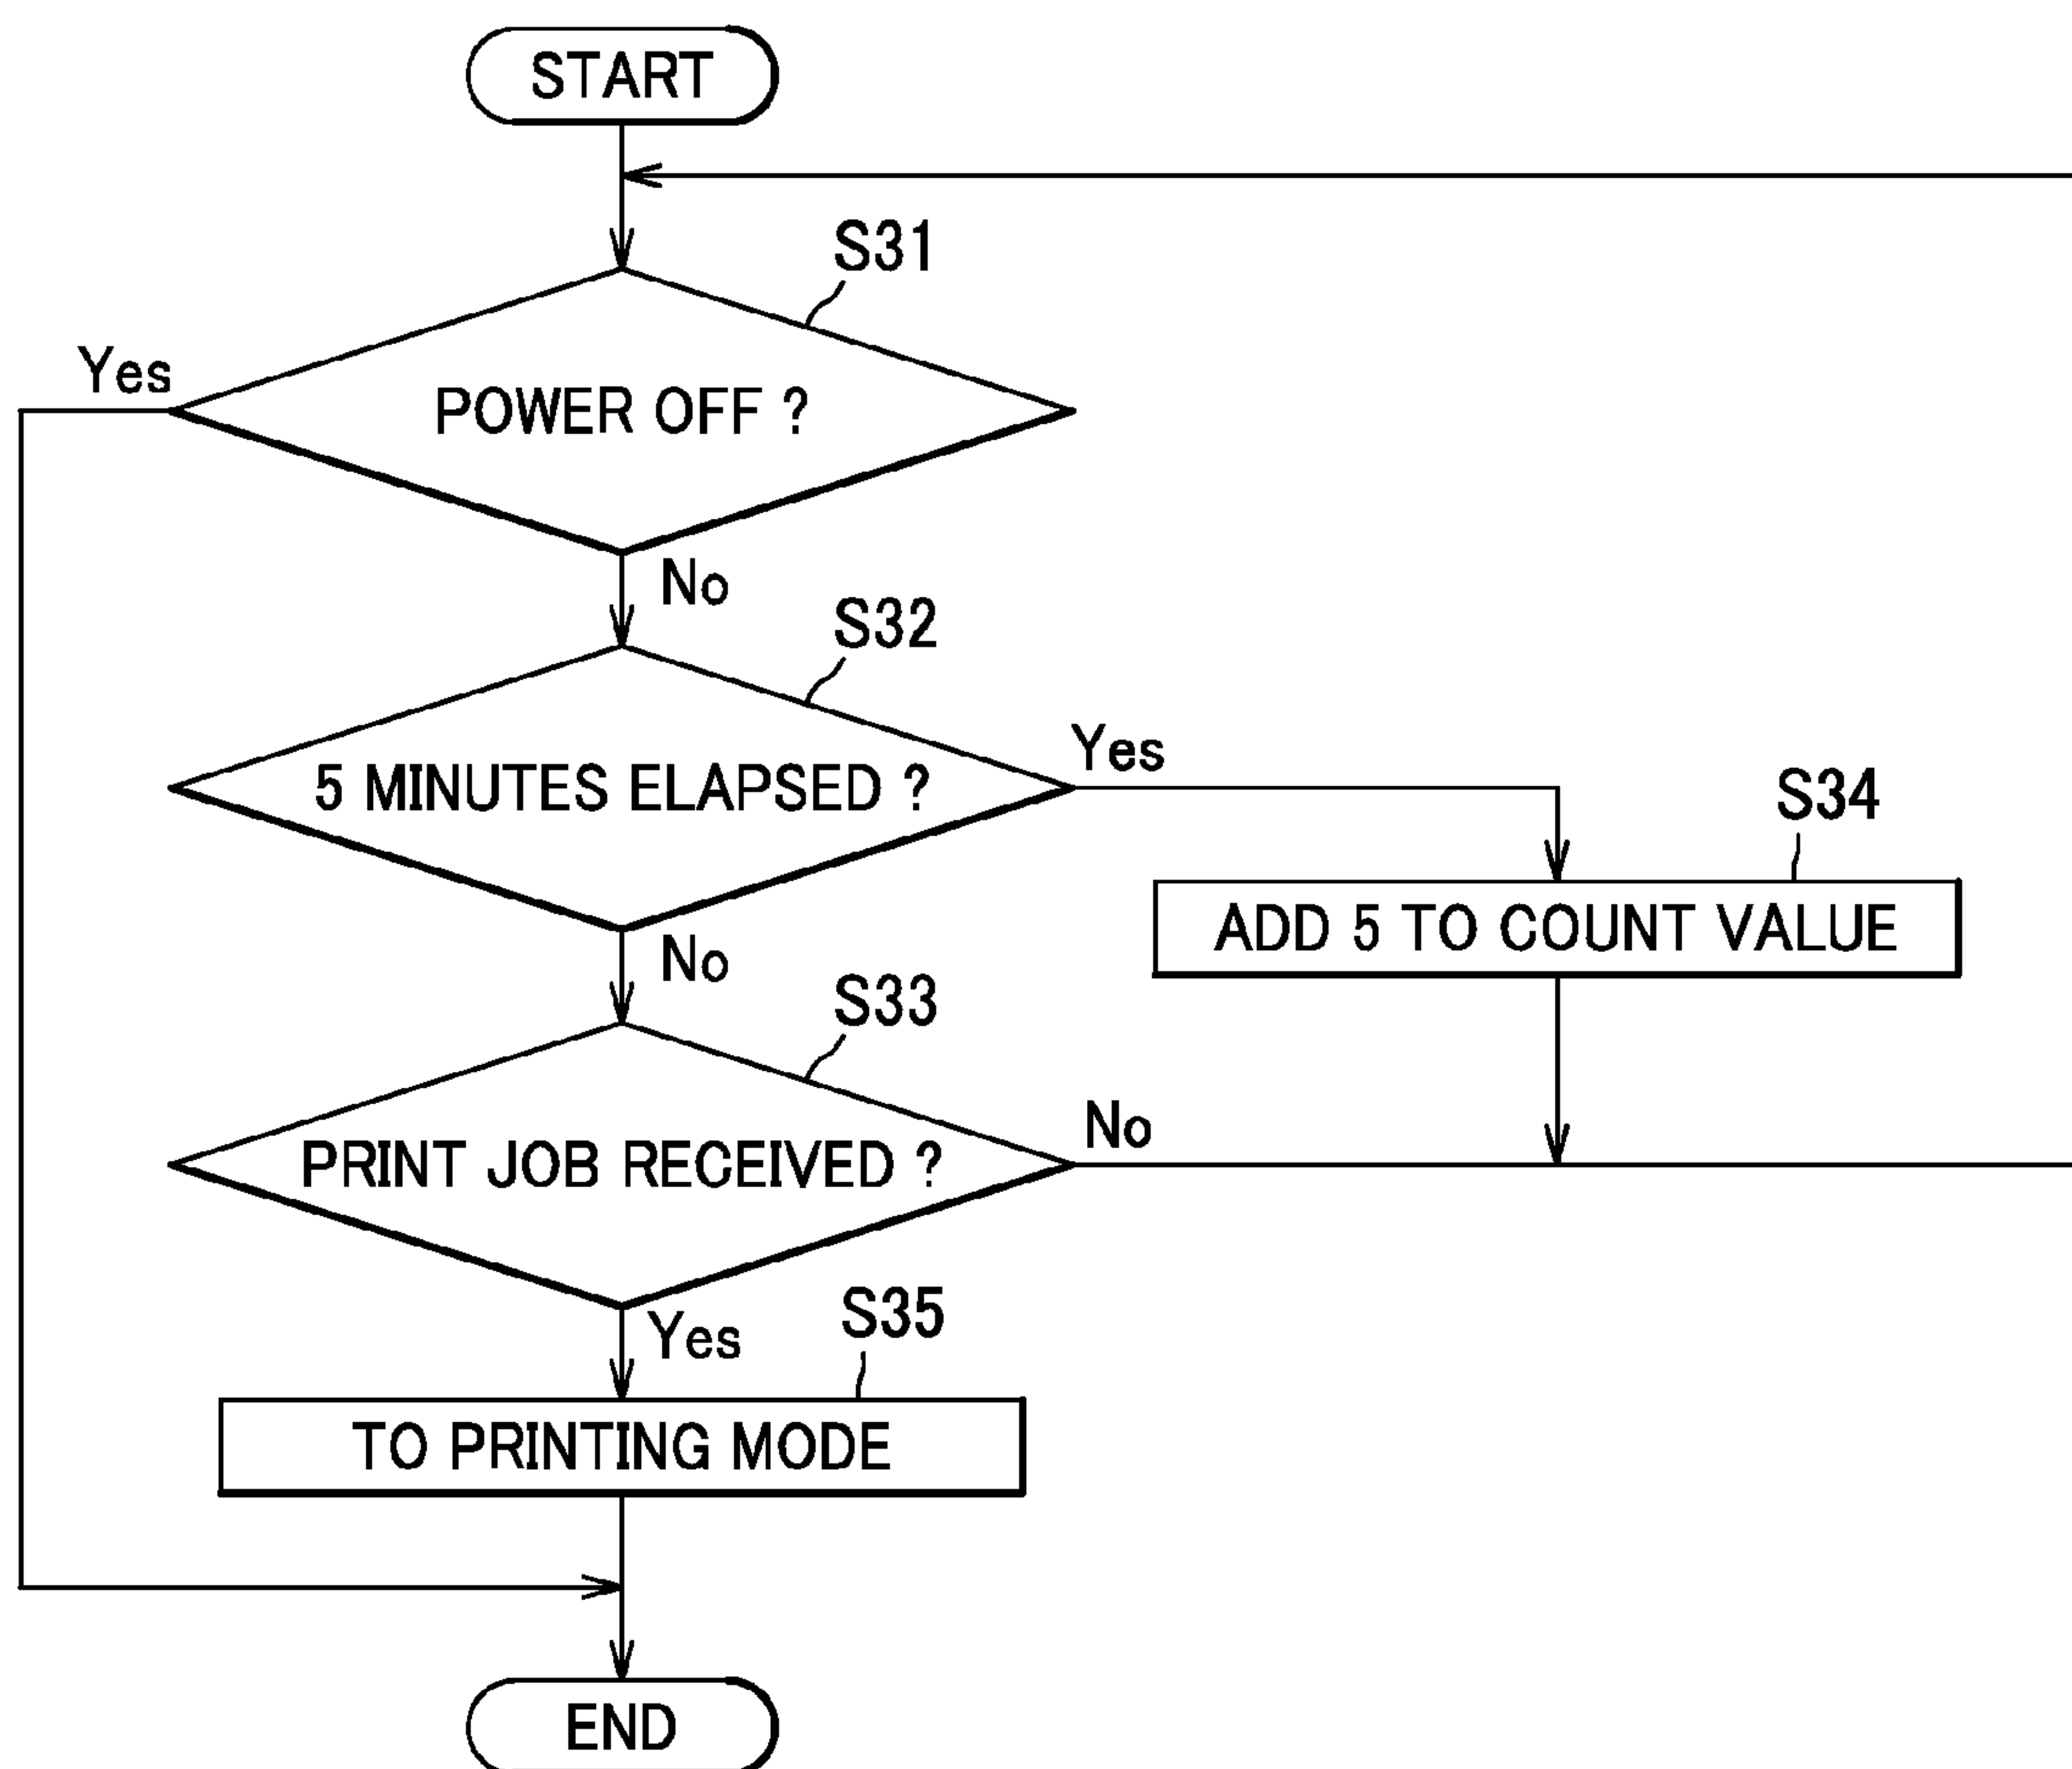 START
S31
Yes
POWER OFF ?
No
S32
5 MINUTES ELAPSED ?
Yes
S34
ADD 5 TO COUNT VALUE
No
S33
PRINT JOB RECEIVED ?
No
Yes
S35
TO PRINTING MODE
END